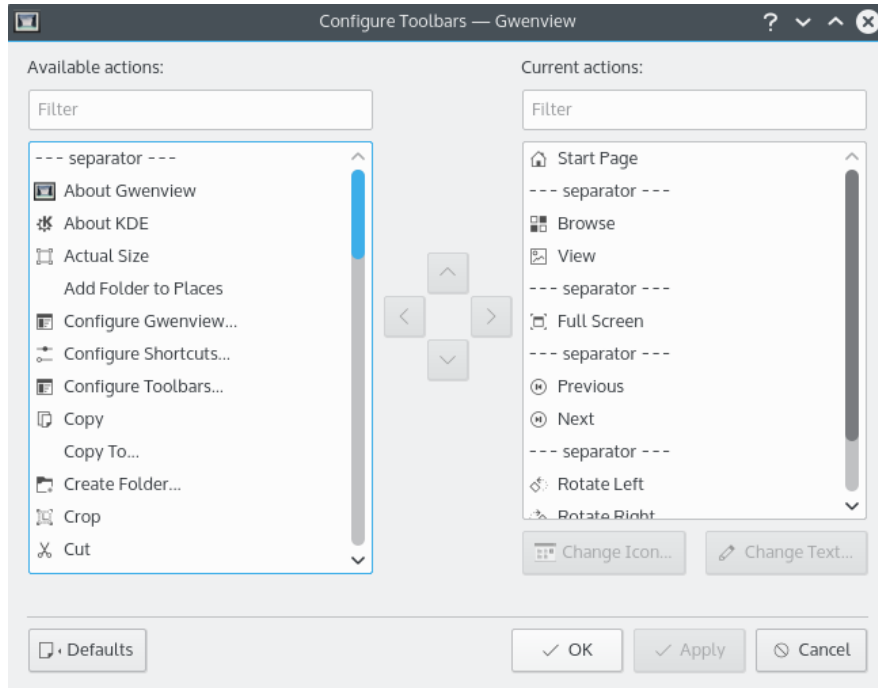 Configure Toolbars — Gwenview
Available actions:
Filter
--- separator ---
About Gwenview
About KDE
Actual Size
Add Folder to Places
Configure Gwenview...
Configure Shortcuts...
Configure Toolbars...
Copy
Copy To...
Create Folder...
Crop
Cut
Current actions:
Filter
Start Page
--- separator ---
Browse
View
--- separator ---
Full Screen
--- separator ---
Previous
Next
--- separator ---
Rotate Left
Rotate Right
Change Icon...
Change Text...
Defaults
OK
Apply
Cancel